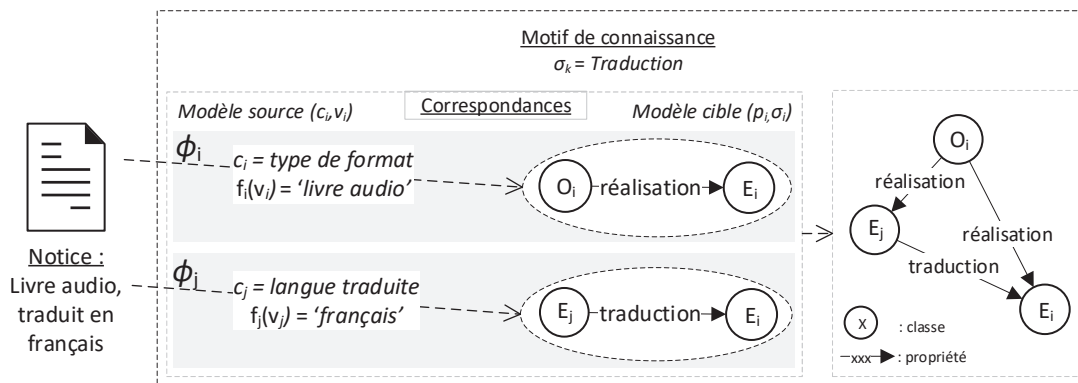 Motif de connaissance
σₖ = Traduction
Modèle source (cᵢ,vᵢ)
Correspondances
Modèle cible (pᵢ,σᵢ)
ϕᵢ
cᵢ = type de format
fᵢ(vᵢ) = ‘livre audio’
Oᵢ
réalisation
Eᵢ
ϕⱼ
cⱼ = langue traduite
fⱼ(vⱼ) = ‘français’
Eⱼ
traduction
Eᵢ
Notice :
Livre audio,
traduit en
français
Oᵢ
réalisation
Eⱼ
réalisation
traduction
Eᵢ
x : classe
xxx : propriété